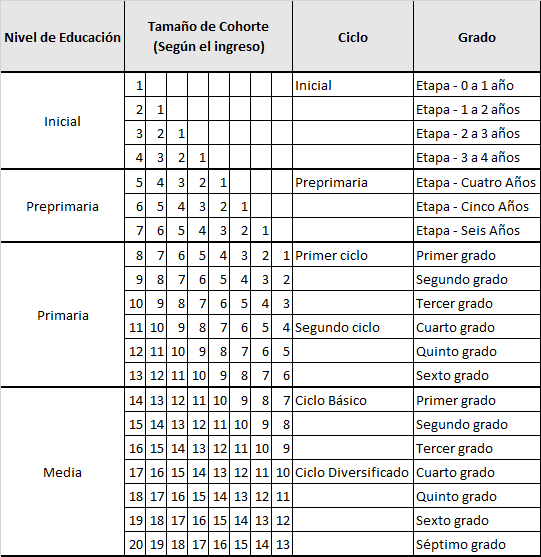 Nivel de Educación Tamaño de Cohorte (Según el ingreso) Ciclo Grado
1 Inicial Etapa - 0 a 1 año
2 1 Etapa - 1 a 2 años
Inicial
3 2 1 Etapa - 2 a 3 años
4 3 2 1 Etapa - 3 a 4 años
5 4 3 2 1 Preprimaria Etapa - Cuatro Años
Preprimaria 6 5 4 3 2 1 Etapa - Cinco Años
7 6 5 4 3 2 1 Etapa - Seis Años
8 7 6 5 4 3 2 1 Primer ciclo Primer grado
9 8 7 6 5 4 3 2 Segundo grado
10 9 8 7 6 5 4 3 Tercer grado
Primaria
11 10 9 8 7 6 5 4 Segundo ciclo Cuarto grado
12 11 10 9 8 7 6 5 Quinto grado
13 12 11 10 9 8 7 6 Sexto grado
14 13 12 11 10 9 8 7 Ciclo Básico Primer grado
15 14 13 12 11 10 9 8 Segundo grado
16 15 14 13 12 11 10 9 Tercer grado
Media 17 16 15 14 13 12 11 10 Ciclo Diversificado Cuarto grado
18 17 16 15 14 13 12 11 Quinto grado
19 18 17 16 15 14 13 12 Sexto grado
20 19 18 17 16 15 14 13 Séptimo grado